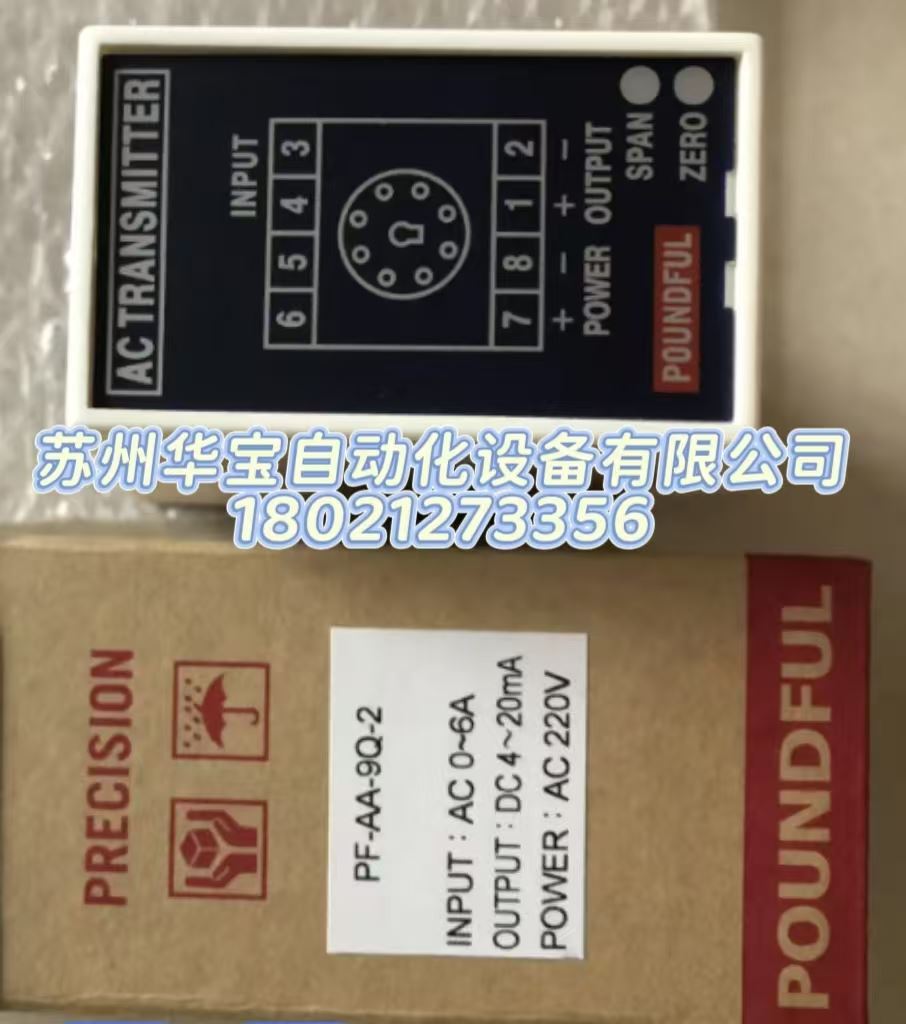 AC TRANSMITTER
INPUT
6 5 4 3
7 8 1 2
+ - + -
POWER OUTPUT
SPAN
POUNDFUL ZERO
苏州华宝自动化设备有限公司
18021273356
PRECISION
PF-AA-9Q-2
INPUT : AC 0~6A
OUTPUT : DC 4~20mA
POWER : AC 220V
POUNDFUL